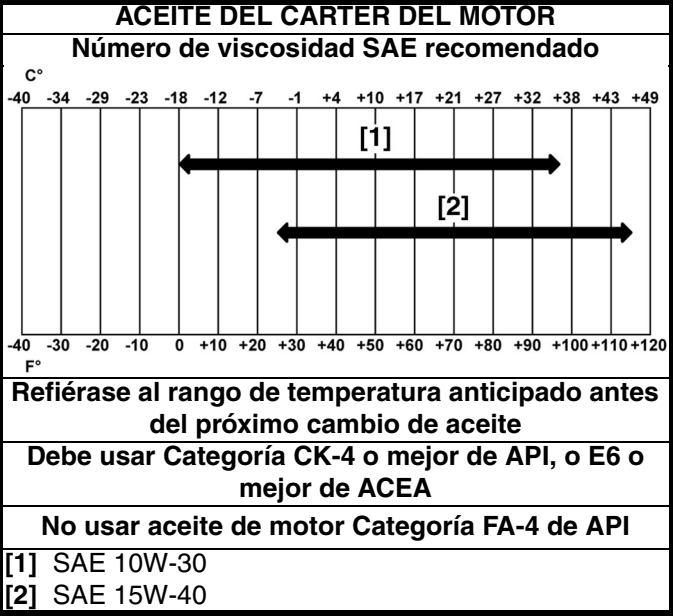 ACEITE DEL CARTER DEL MOTOR
Número de viscosidad SAE recomendado
C°
-40 -34 -29 -23 -18 -12 -7 -1 +4 +10 +17 +21 +27 +32 +38 +43 +49
[1]
[2]
-40 -30 -20 -10 0 +10 +20 +30 +40 +50 +60 +70 +80 +90 +100 +110 +120
F°
Refiérase al rango de temperatura anticipado antes
del próximo cambio de aceite
Debe usar Categoría CK-4 o mejor de API, o E6 o
mejor de ACEA
No usar aceite de motor Categoría FA-4 de API
[1] SAE 10W-30
[2] SAE 15W-40